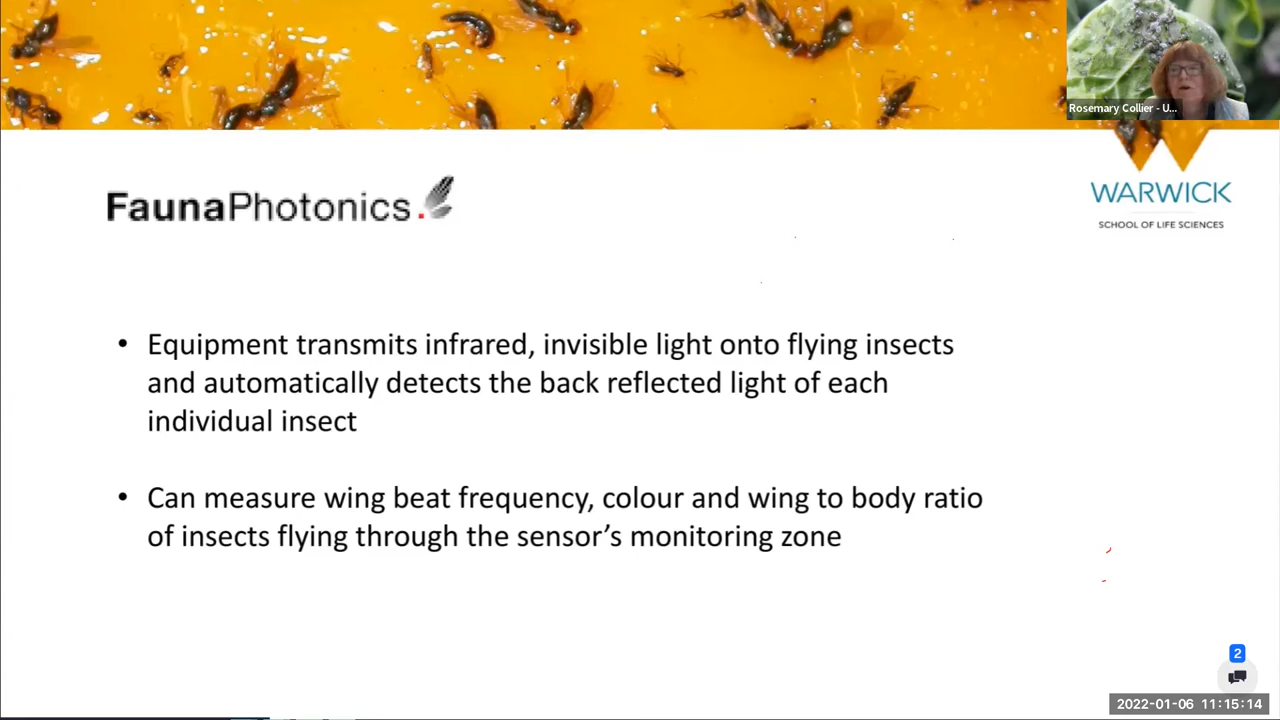 Rosemary Collier - U...
FaunaPhotonics.
WARWICK
SCHOOL OF LIFE SCIENCES
• Equipment transmits infrared, invisible light onto flying insects
and automatically detects the back reflected light of each
individual insect
• Can measure wing beat frequency, colour and wing to body ratio
of insects flying through the sensor’s monitoring zone
2
2022-01-06 11:15:14